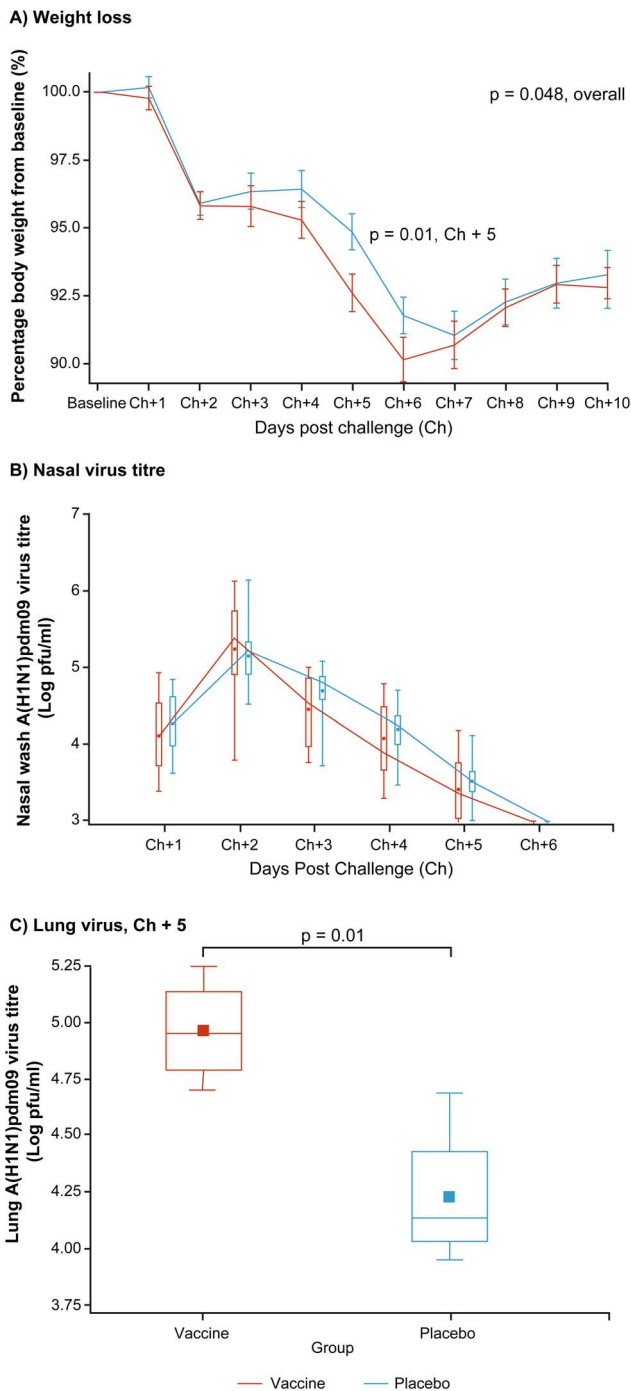 A) Weight loss
Percentage body weight from baseline (%)
100.0
97.5
95.0
92.5
90.0
p = 0.048, overall
p = 0.01, Ch + 5
Baseline Ch+1 Ch+2 Ch+3 Ch+4 Ch+5 Ch+6 Ch+7 Ch+8 Ch+9 Ch+10
Days post challenge (Ch)
B) Nasal virus titre
Nasal wash A(H1N1)pdm09 virus titre
(Log pfu/ml)
7
6
5
4
3
Ch+1 Ch+2 Ch+3 Ch+4 Ch+5 Ch+6
Days Post Challenge (Ch)
C) Lung virus, Ch + 5
p = 0.01
Lung A(H1N1)pdm09 virus titre
(Log pfu/ml)
5.25
5.00
4.75
4.50
4.25
4.00
3.75
Vaccine Placebo
Group
Vaccine Placebo